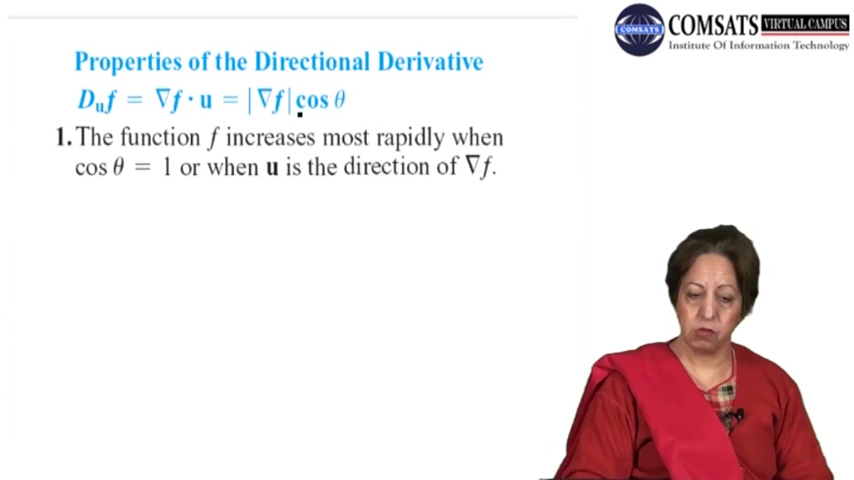 COMSATS VIRTUAL CAMPUS
COMSATS
Institute Of Information Technology
Properties of the Directional Derivative
D_u f = ∇f · u = |∇f| cos θ
1. The function f increases most rapidly when
cos θ = 1 or when u is the direction of ∇f.